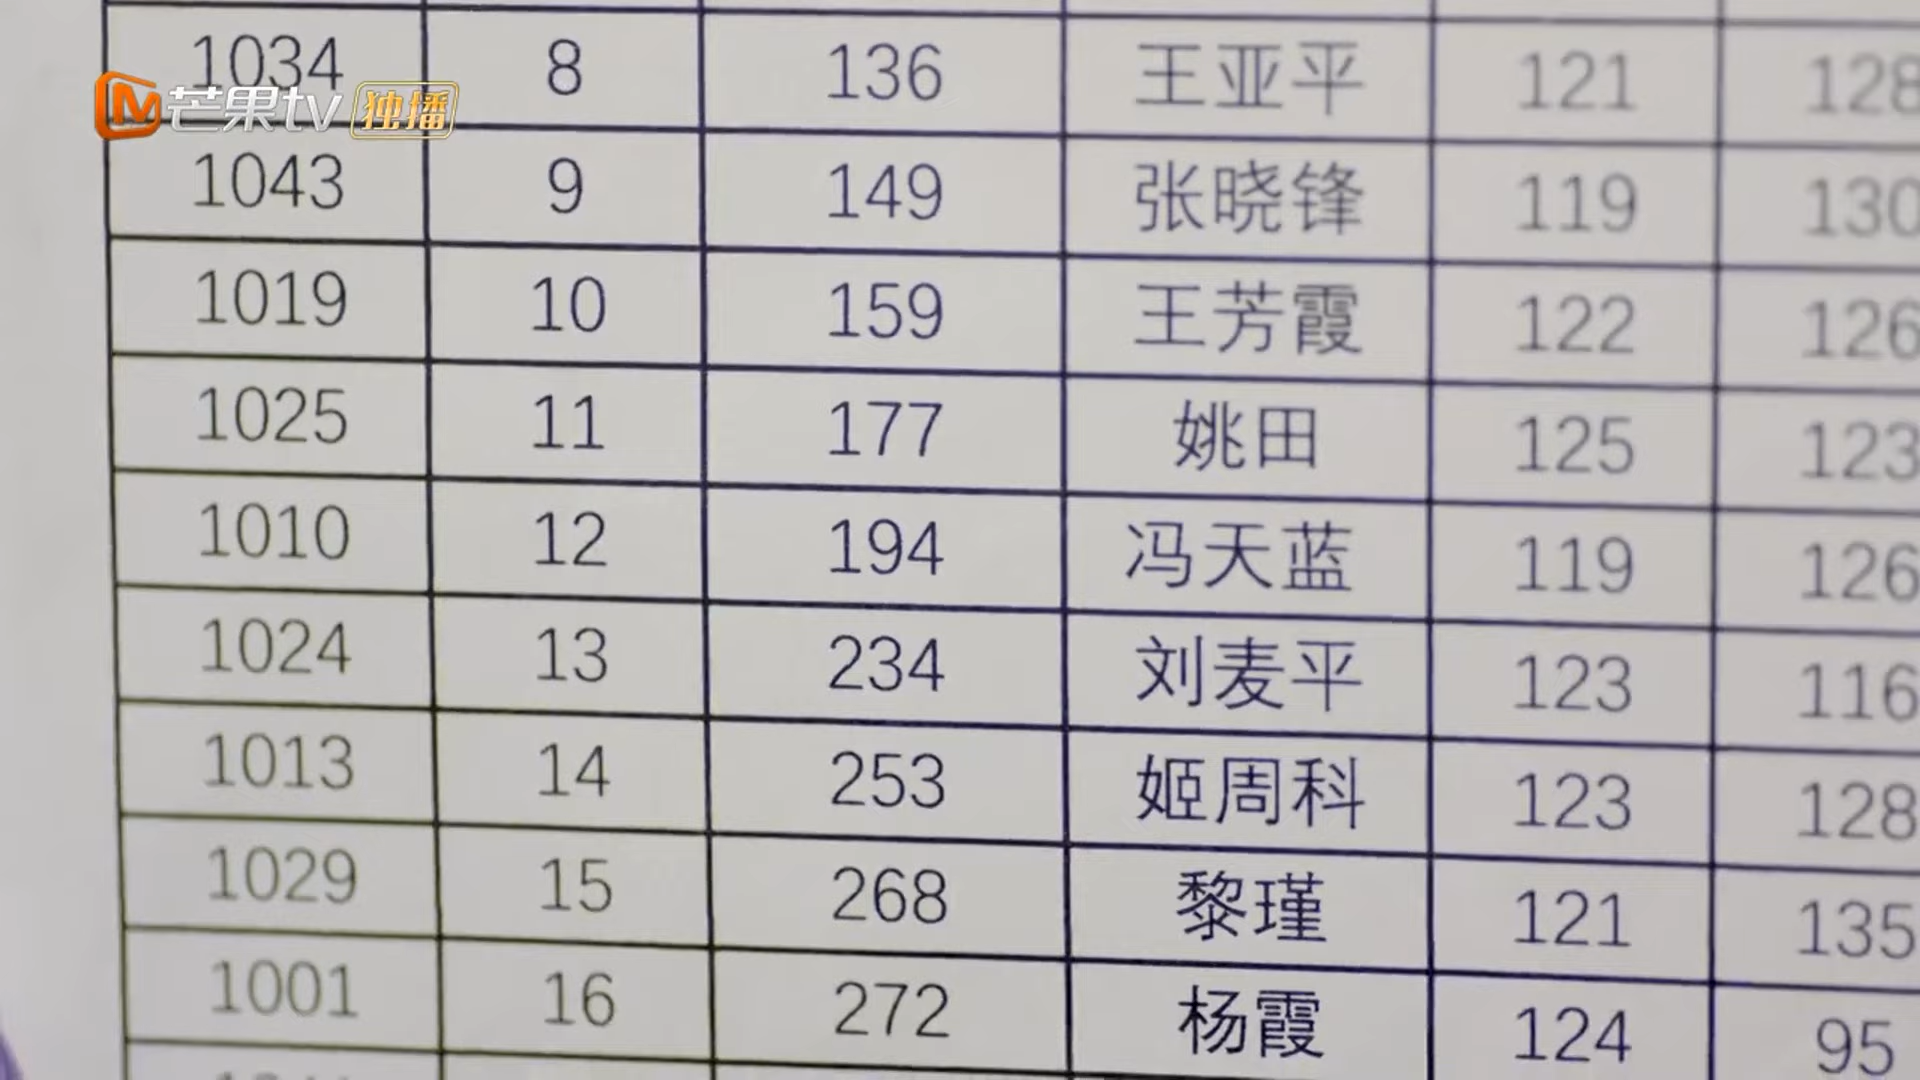 1034 8 136 王亚平 121 128
芒果tv 独播
1043 9 149 张晓锋 119 130
1019 10 159 王芳霞 122 126
1025 11 177 姚田 125 123
1010 12 194 冯天蓝 119 126
1024 13 234 刘麦平 123 116
1013 14 253 姬周科 123 128
1029 15 268 黎瑾 121 135
1001 16 272 杨霞 124 95